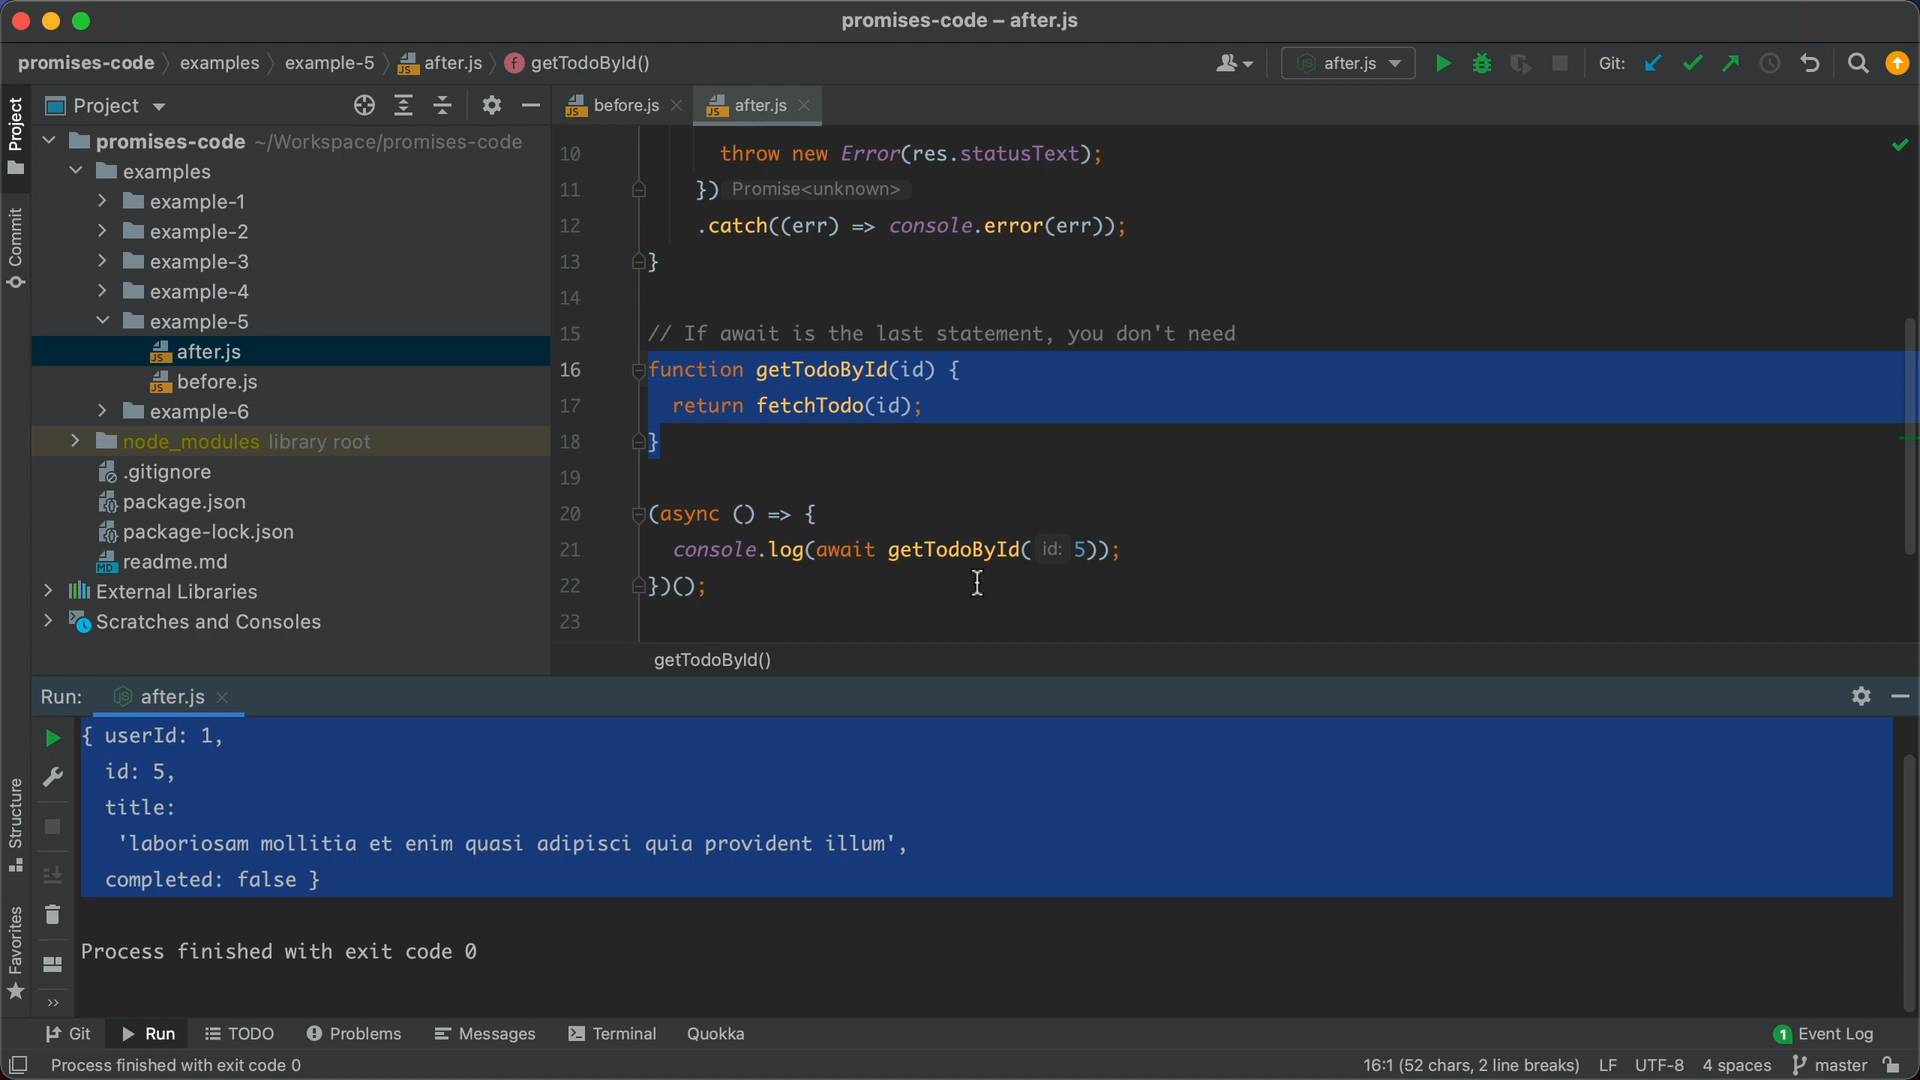 promises-code – after.js
promises-code examples example-5 after.js f getTodoById()
after.js Git:
Project
before.js after.js
Project
Commit
Structure
Favorites
promises-code ~/Workspace/promises-code
examples
example-1
example-2
example-3
example-4
example-5
after.js
before.js
example-6
node_modules library root
.gitignore
package.json
package-lock.json
readme.md
External Libraries
Scratches and Consoles
10 throw new Error(res.statusText);
11 }) Promise<unknown>
12 .catch((err) => console.error(err));
13 }
14
15 // If await is the last statement, you don't need
16 function getTodoById(id) {
17 return fetchTodo(id);
18 }
19
20 (async () => {
21 console.log(await getTodoById( id: 5));
22 })();
23
getTodoById()
Run: after.js
{ userId: 1,
id: 5,
title:
'laboriosam mollitia et enim quasi adipisci quia provident illum',
completed: false }
Process finished with exit code 0
Git Run TODO Problems Messages Terminal Quokka 1 Event Log
Process finished with exit code 0 16:1 (52 chars, 2 line breaks) LF UTF-8 4 spaces master